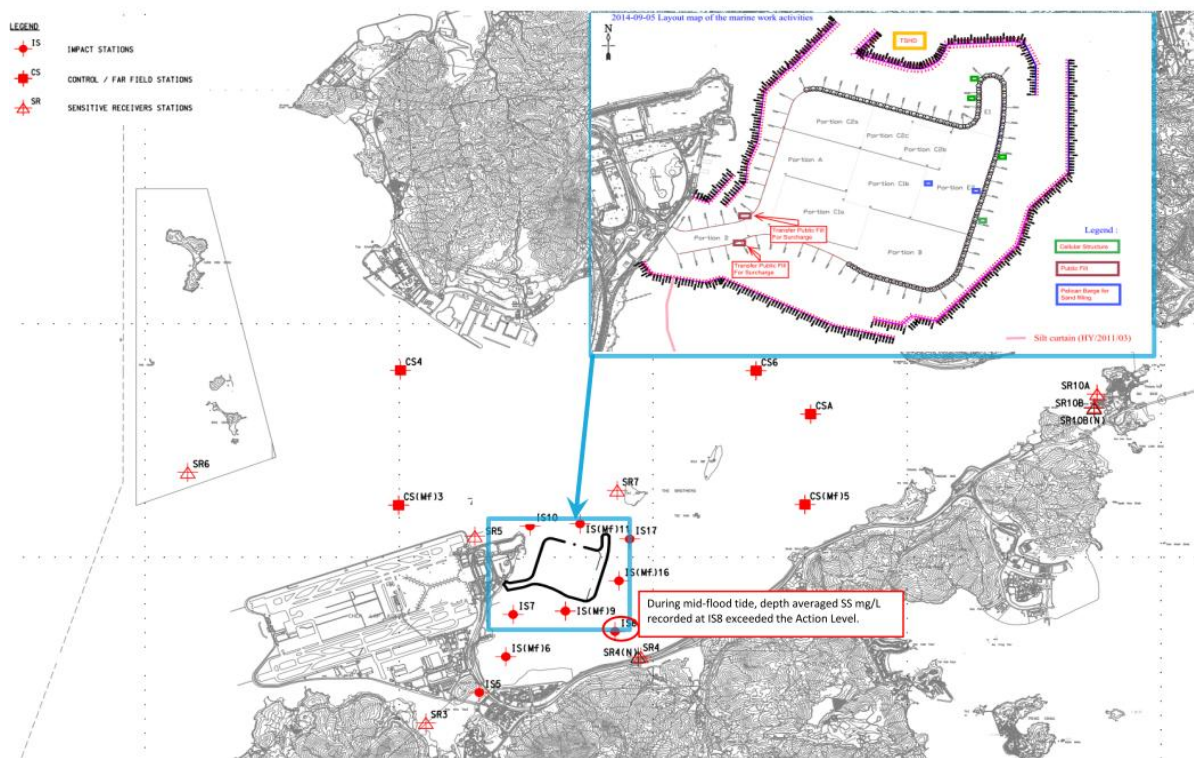 LEGEND
IS IMPACT STATIONS
CS CONTROL / FAR FIELD STATIONS
SR SENSITIVE RECEIVERS STATIONS
2014-09-05 Layout map of the marine work activities
N
TSHD
E1
Portion C2a
Portion C2c
Portion C2b
Portion A
Portion C1b
Portion E2
Portion C1a
Portion D
Portion B
Transfer Public Fill
For Surcharge
Transfer Public Fill
For Surcharge
Legend :
Cellular Structure
Public Fill
Pelican Barge for
Sand filling
Silt curtain (HY/2011/03)
CS4
CS6
CSA
SR10A
SR10B
SR10B(N)
SR6
SR7
THE BROTHERS
CS(Mf)3
CS(Mf)5
SR5
IS10
IS(Mf)11
IS17
IS(Mf)16
IS7
IS(Mf)9
IS8
During mid-flood tide, depth averaged SS mg/L
recorded at IS8 exceeded the Action Level.
IS(Mf)6
SR4(N)
SR4
IS5
SR3